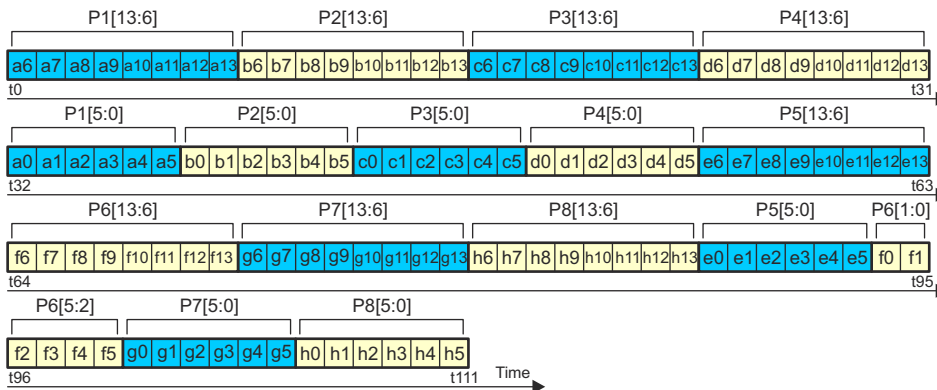 P1[13:6] P2[13:6] P3[13:6] P4[13:6]
a6 a7 a8 a9 a10 a11 a12 a13 b6 b7 b8 b9 b10 b11 b12 b13 c6 c7 c8 c9 c10 c11 c12 c13 d6 d7 d8 d9 d10 d11 d12 d13
t0 t31
P1[5:0] P2[5:0] P3[5:0] P4[5:0] P5[13:6]
a0 a1 a2 a3 a4 a5 b0 b1 b2 b3 b4 b5 c0 c1 c2 c3 c4 c5 d0 d1 d2 d3 d4 d5 e6 e7 e8 e9 e10 e11 e12 e13
t32 t63
P6[13:6] P7[13:6] P8[13:6] P5[5:0] P6[1:0]
f6 f7 f8 f9 f10 f11 f12 f13 g6 g7 g8 g9 g10 g11 g12 g13 h6 h7 h8 h9 h10 h11 h12 h13 e0 e1 e2 e3 e4 e5 f0 f1
t64 t95
P6[5:2] P7[5:0] P8[5:0]
f2 f3 f4 f5 g0 g1 g2 g3 g4 g5 h0 h1 h2 h3 h4 h5
t96 t111 Time